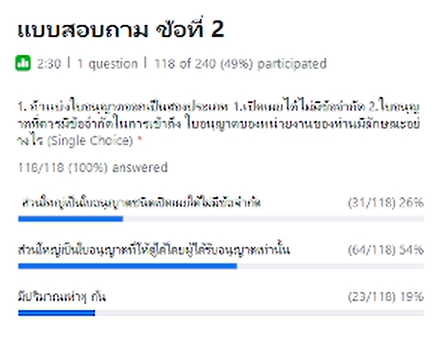 แบบสอบถาม ข้อที่ 2
2:30 | 1 question | 118 of 240 (49%) participated
1. ถ้าแบ่งใบอนุญาตออกเป็นสองประเภท 1.เปิดเผยได้ไม่มีข้อจำกัด 2.ใบอนุญ
าตที่ควรมีข้อจำกัดในการเข้าถึง ใบอนุญาตของหน่วยงานของท่านมีลักษณะอย่
างไร (Single Choice) *
118/118 (100%) answered
ส่วนใหญ่เป็นใบอนุญาตชนิดเปิดเผยได้ไม่มีข้อจำกัด (31/118) 26%
ส่วนใหญ่เป็นใบอนุญาตที่ให้ดูได้โดยผู้ได้รับอนุญาตเท่านั้น (64/118) 54%
มีปริมาณเท่าๆ กัน (23/118) 19%